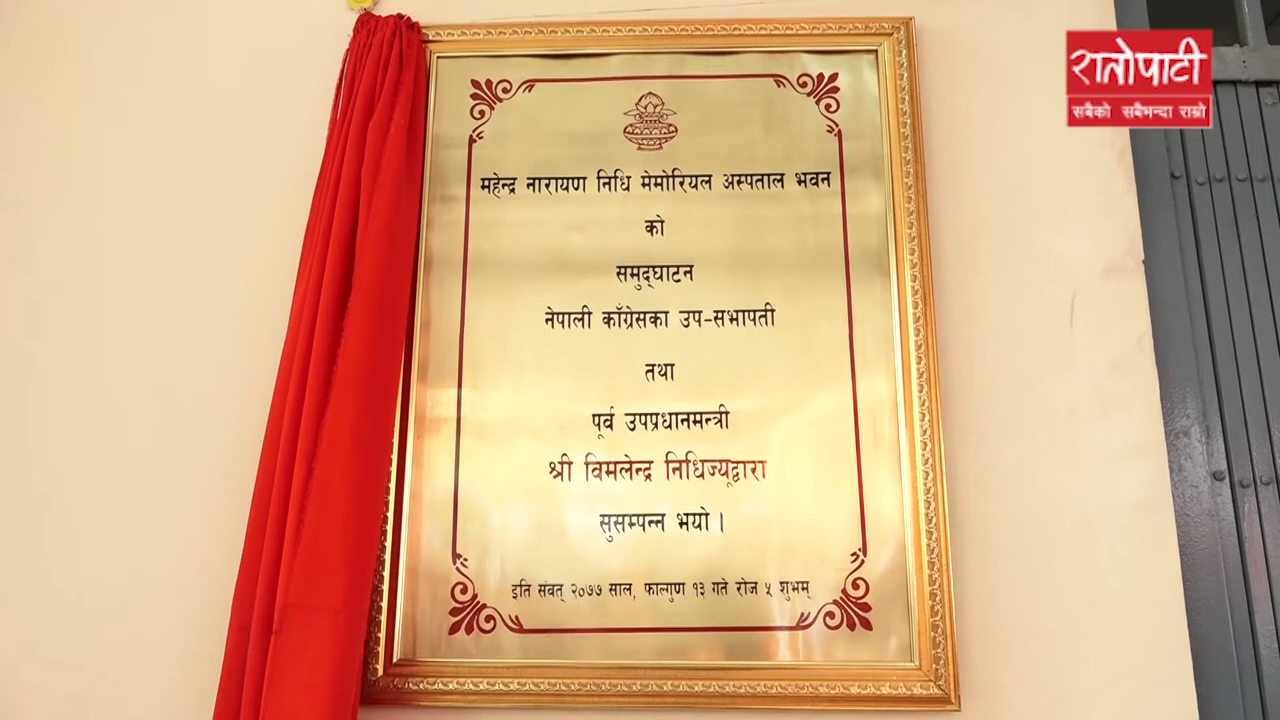 रातोपाटी
सबैको सबैभन्दा राम्रो
महेन्द्र नारायण निधि मेमोरियल अस्पताल भवन
को
समुद्घाटन
नेपाली काँग्रेसका उप-सभापती
तथा
पूर्व उपप्रधानमन्त्री
श्री विमलेन्द्र निधिज्यूद्वारा
सुसम्पन्न भयो ।
इति संवत् २०७७ साल, फाल्गुण १३ गते रोज ५ शुभम्